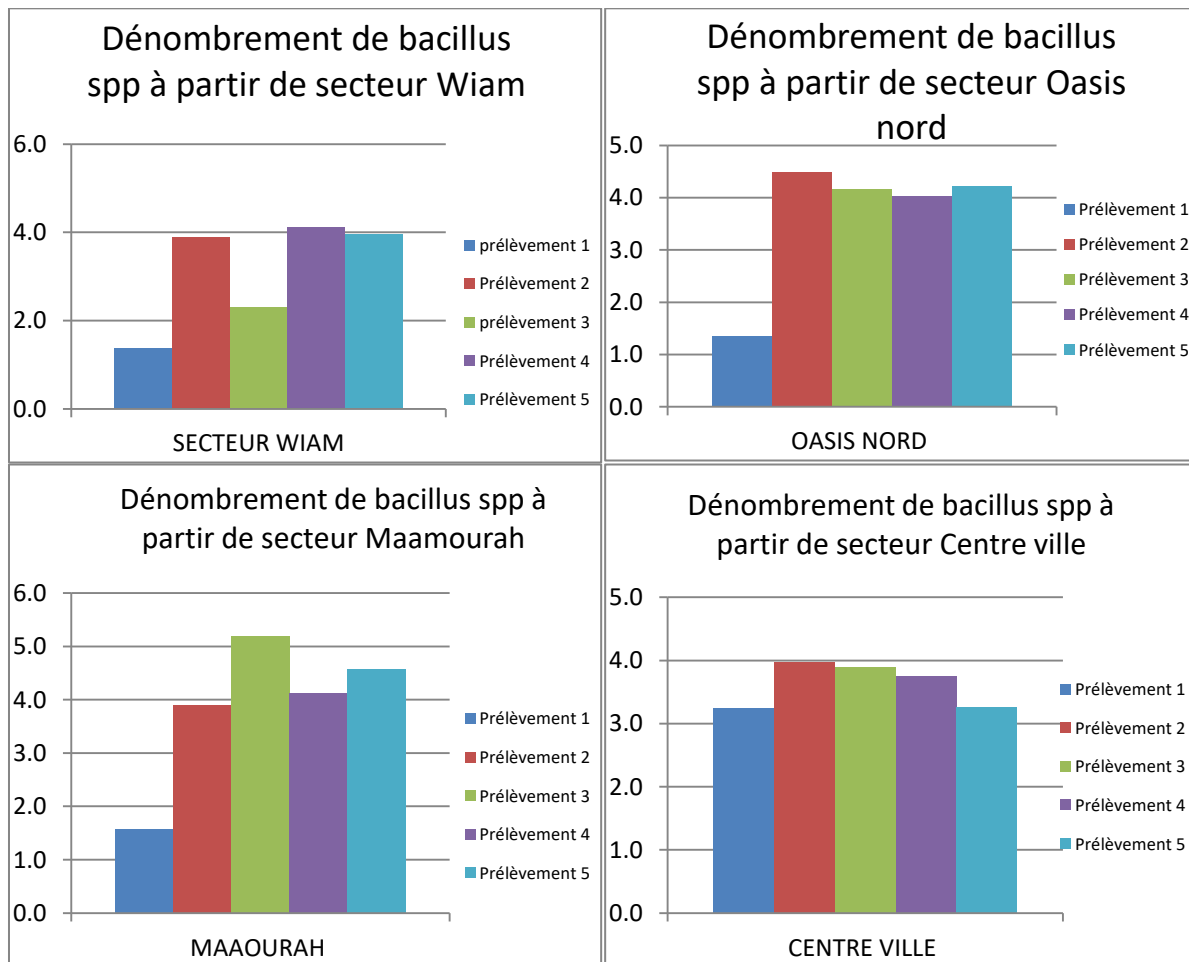 Dénombrement de bacillus
spp à partir de secteur Wiam
6.0
4.0
2.0
0.0
SECTEUR WIAM
prélèvement 1
Prélèvement 2
prélèvement 3
Prélèvement 4
Prélèvement 5
Dénombrement de bacillus
spp à partir de secteur Oasis
nord
5.0
4.0
3.0
2.0
1.0
0.0
OASIS NORD
Prélèvement 1
Prélèvement 2
Prélèvement 3
Prélèvement 4
Prélèvement 5
Dénombrement de bacillus spp à
partir de secteur Maamourah
6.0
5.0
4.0
3.0
2.0
1.0
0.0
MAAOURAH
Prélèvement 1
Prélèvement 2
Prélèvement 3
Prélèvement 4
Prélèvement 5
Dénombrement de bacillus spp à
partir de secteur Centre ville
5.0
4.0
3.0
2.0
1.0
0.0
CENTRE VILLE
Prélèvement 1
Prélèvement 2
Prélèvement 3
Prélèvement 4
Prélèvement 5